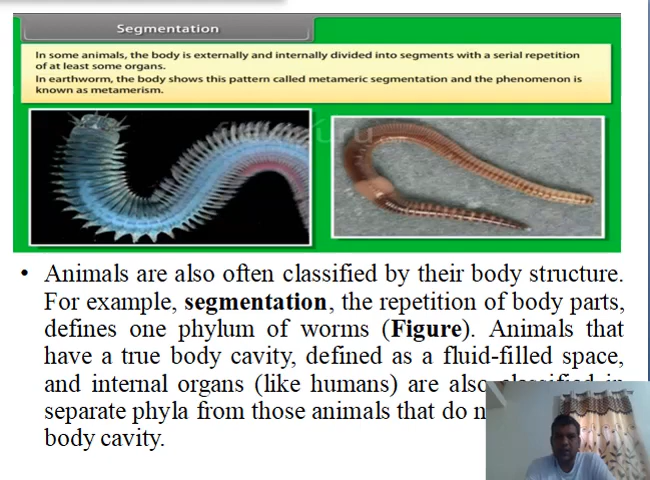 Segmentation
In some animals, the body is externally and internally divided into segments with a serial repetition
of at least some organs.
In earthworm, the body shows this pattern called metameric segmentation and the phenomenon is
known as metamerism.
• Animals are also often classified by their body structure.
For example, segmentation, the repetition of body parts,
defines one phylum of worms (Figure). Animals that
have a true body cavity, defined as a fluid-filled space,
and internal organs (like humans) are also classified in
separate phyla from those animals that do
body cavity.